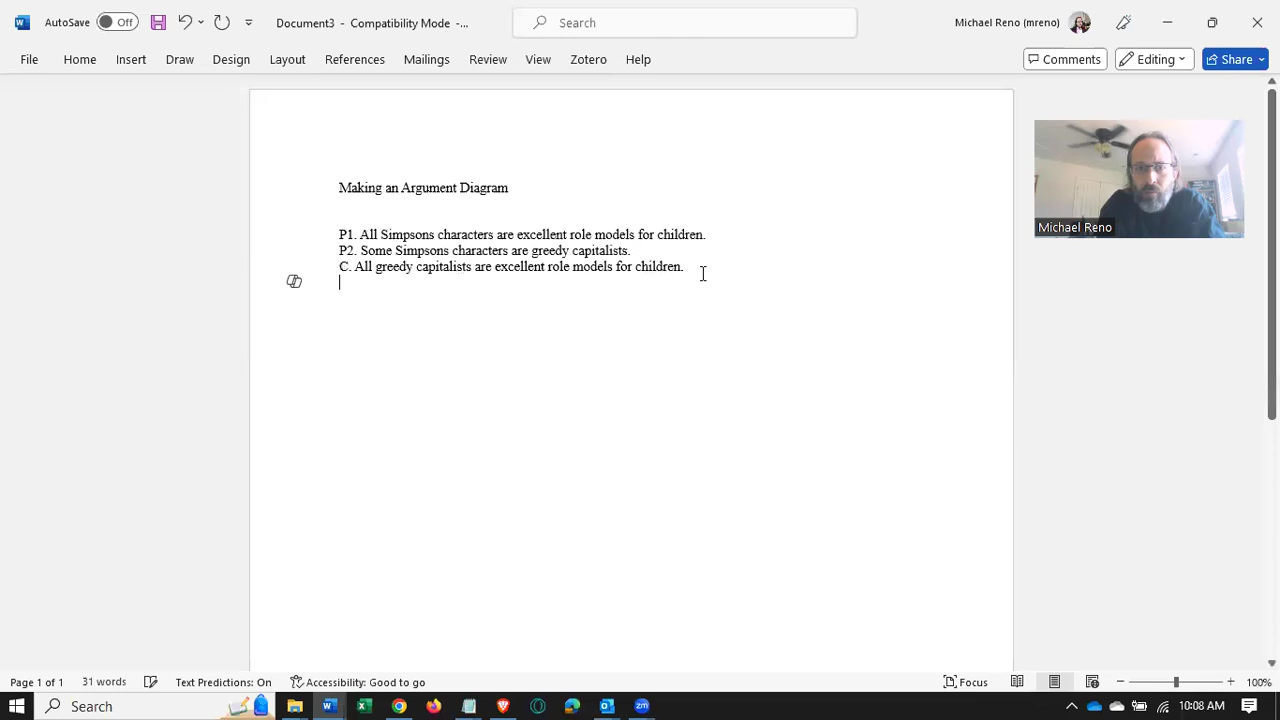 AutoSave Off Document3 - Compatibility Mode -... Search Michael Reno (mreno)
File Home Insert Draw Design Layout References Mailings Review View Zotero Help Comments Editing Share
Making an Argument Diagram
P1. All Simpsons characters are excellent role models for children.
P2. Some Simpsons characters are greedy capitalists.
C. All greedy capitalists are excellent role models for children.
Michael Reno
Page 1 of 1 31 words Text Predictions: On Accessibility: Good to go Focus 100%
Search 10:08 AM